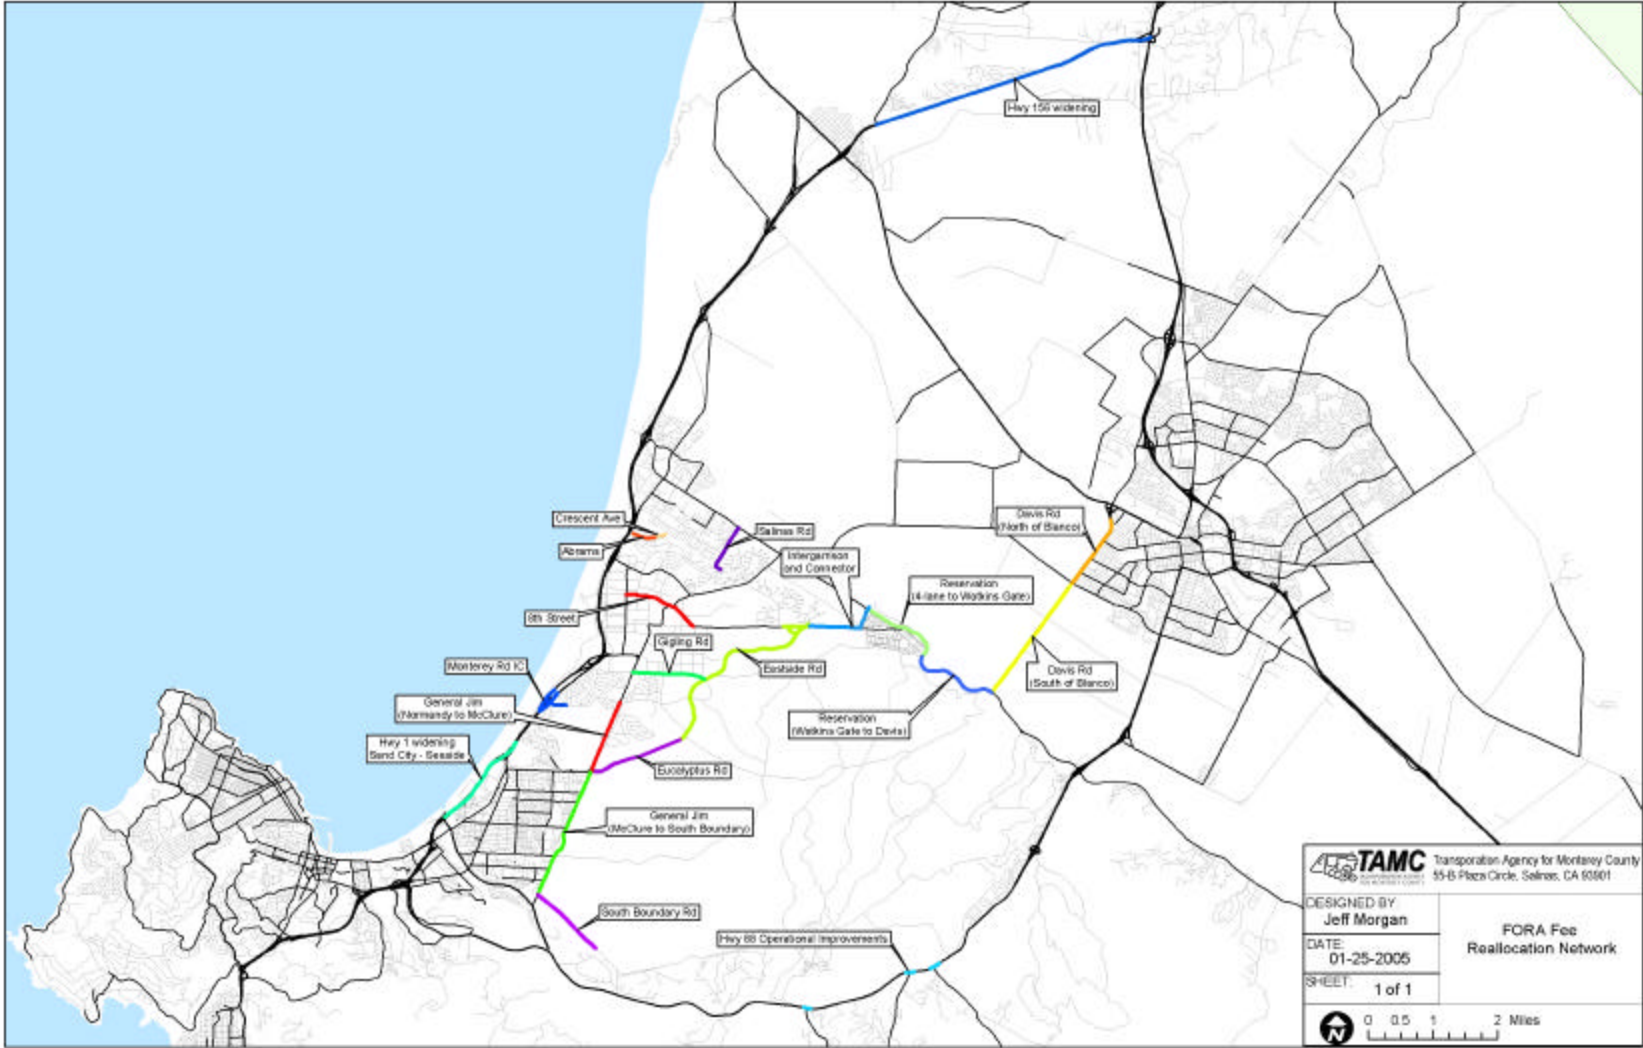 Hwy 156 widening
Crescent Ave
Abrams
Salinas Rd
Davis Rd
(North of Blanco)
Intergarrison
and Connector
Reservation
(4-lane to Watkins Gate)
8th Street
Gigling Rd
Monterey Rd IC
Eastside Rd
Davis Rd
(South of Blanco)
General Jim
(Normandy to McClure)
Reservation
(Watkins Gate to Davis)
Hwy 1 widening
Sand City - Seaside
Eucalyptus Rd
General Jim
(McClure to South Boundary)
South Boundary Rd
Hwy 68 Operational Improvements
TAMC
Transporation Agency for Monterey County
55-B Plaza Circle, Salinas, CA 93901
DESIGNED BY
Jeff Morgan
FORA Fee
Reallocation Network
DATE:
01-25-2005
SHEET:
1 of 1
N
0 0.5 1 2 Miles